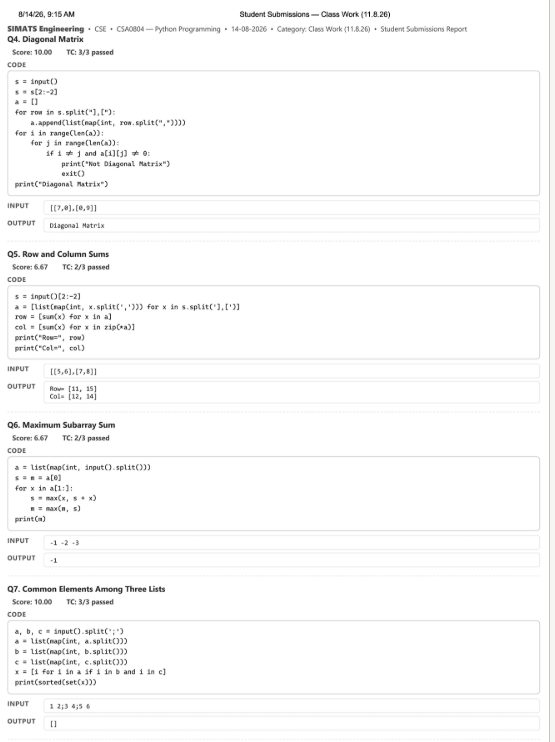 8/14/26, 9:15 AM Student Submissions — Class Work (11.8.26)
SIMATS Engineering • CSE • CSA0804 — Python Programming • 14-08-2026 • Category: Class Work (11.8.26) • Student Submissions Report
Q4. Diagonal Matrix
Score: 10.00 TC: 3/3 passed
CODE
s = input()
s = s[2:-2]
a = []
for row in s.split("],["):
    a.append(list(map(int, row.split(","))))
for i in range(len(a)):
    for j in range(len(a)):
        if i != j and a[i][j] != 0:
            print("Not Diagonal Matrix")
            exit()
print("Diagonal Matrix")
INPUT [[7,0],[0,9]]
OUTPUT Diagonal Matrix
Q5. Row and Column Sums
Score: 6.67 TC: 2/3 passed
CODE
s = input()[2:-2]
a = [list(map(int, x.split(','))) for x in s.split('],[')]
row = [sum(x) for x in a]
col = [sum(x) for x in zip(*a)]
print("Row=", row)
print("Col=", col)
INPUT [[5,6],[7,8]]
OUTPUT Row= [11, 15]
Col= [12, 14]
Q6. Maximum Subarray Sum
Score: 6.67 TC: 2/3 passed
CODE
a = list(map(int, input().split()))
s = m = a[0]
for x in a[1:]:
    s = max(x, s + x)
    m = max(m, s)
print(m)
INPUT -1 -2 -3
OUTPUT -1
Q7. Common Elements Among Three Lists
Score: 10.00 TC: 3/3 passed
CODE
a, b, c = input().split(';')
a = list(map(int, a.split()))
b = list(map(int, b.split()))
c = list(map(int, c.split()))
x = [i for i in a if i in b and i in c]
print(sorted(set(x)))
INPUT 1 2;3 4;5 6
OUTPUT []